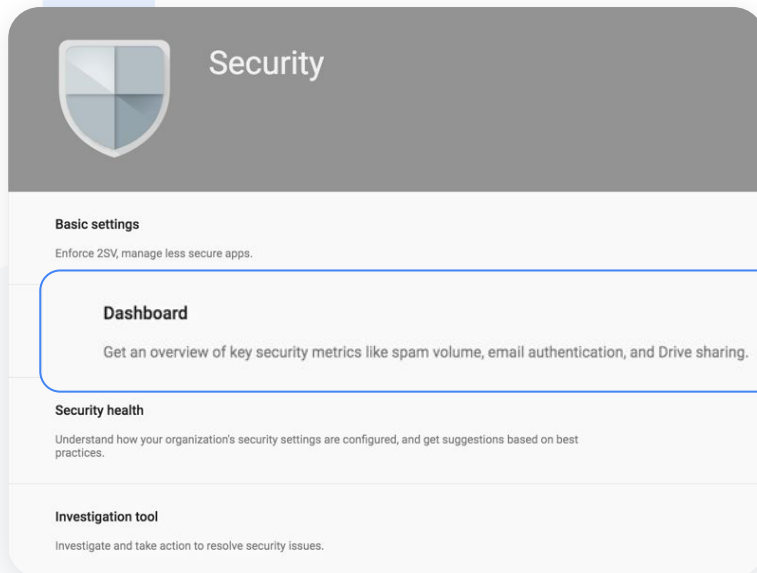 Security
Basic settings
Enforce 2SV, manage less secure apps.
Dashboard
Get an overview of key security metrics like spam volume, email authentication, and Drive sharing.
Security health
Understand how your organization's security settings are configured, and get suggestions based on best
practices.
Investigation tool
Investigate and take action to resolve security issues.